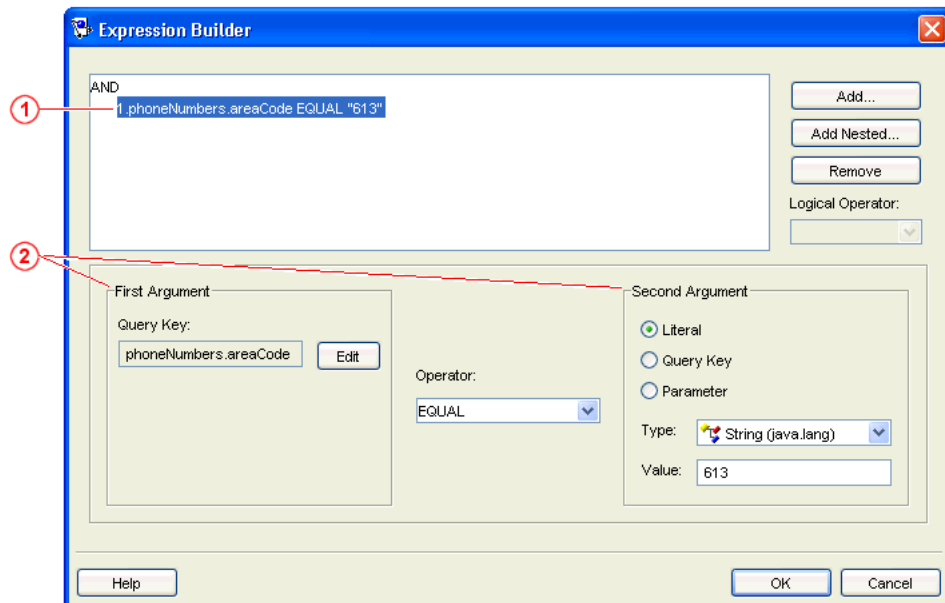 Expression Builder
AND
1.phoneNumbers.areaCode EQUAL "613"
1
Add...
Add Nested...
Remove
Logical Operator:
2
First Argument
Query Key:
phoneNumbers.areaCode
Edit
Operator:
EQUAL
Second Argument
Literal
Query Key
Parameter
Type:
String (java.lang)
Value:
613
Help
OK
Cancel